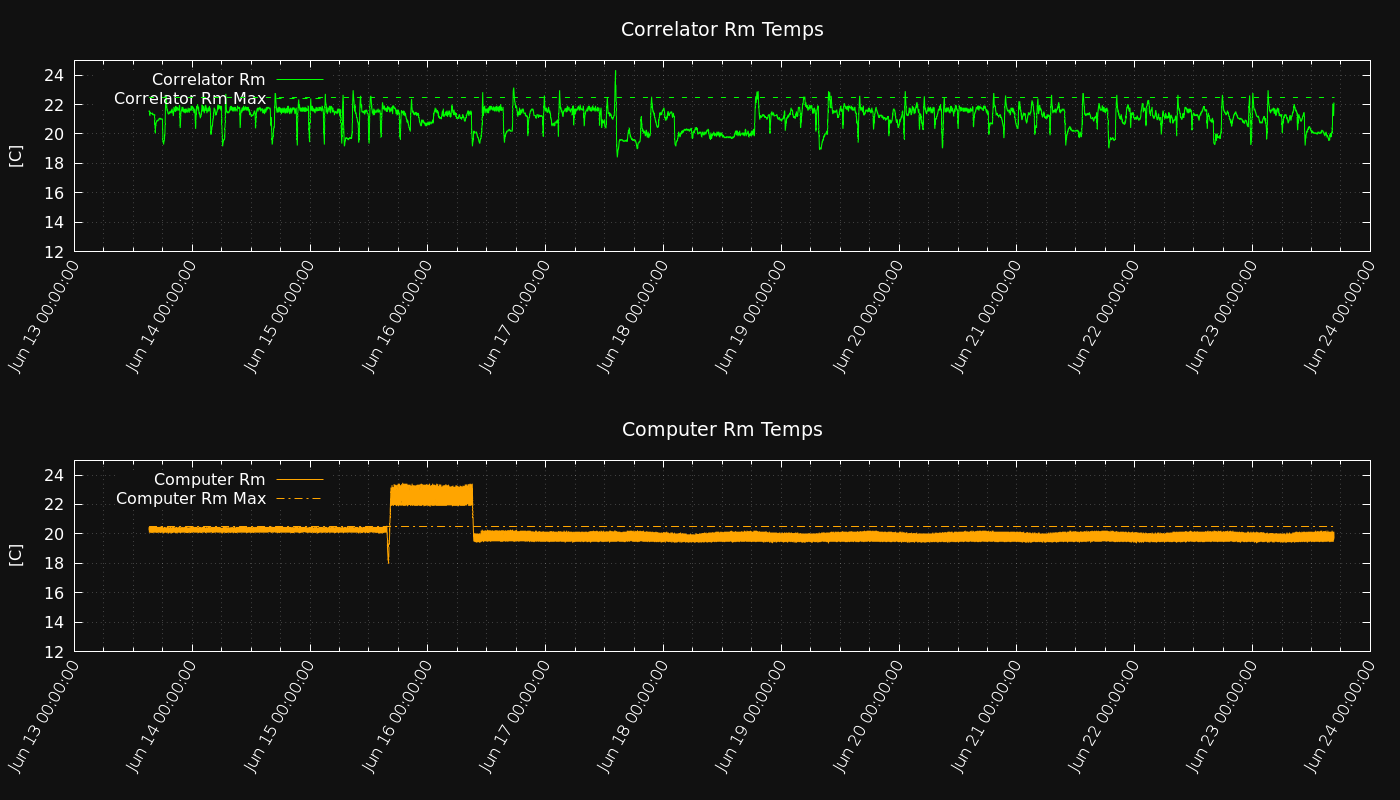 Correlator Rm Temps
24
22
20
18
16
14
12
[C]
Correlator Rm
Correlator Rm Max
Jun 13 00:00:00
Jun 14 00:00:00
Jun 15 00:00:00
Jun 16 00:00:00
Jun 17 00:00:00
Jun 18 00:00:00
Jun 19 00:00:00
Jun 20 00:00:00
Jun 21 00:00:00
Jun 22 00:00:00
Jun 23 00:00:00
Jun 24 00:00:00
Computer Rm Temps
24
22
20
18
16
14
12
[C]
Computer Rm
Computer Rm Max
Jun 13 00:00:00
Jun 14 00:00:00
Jun 15 00:00:00
Jun 16 00:00:00
Jun 17 00:00:00
Jun 18 00:00:00
Jun 19 00:00:00
Jun 20 00:00:00
Jun 21 00:00:00
Jun 22 00:00:00
Jun 23 00:00:00
Jun 24 00:00:00